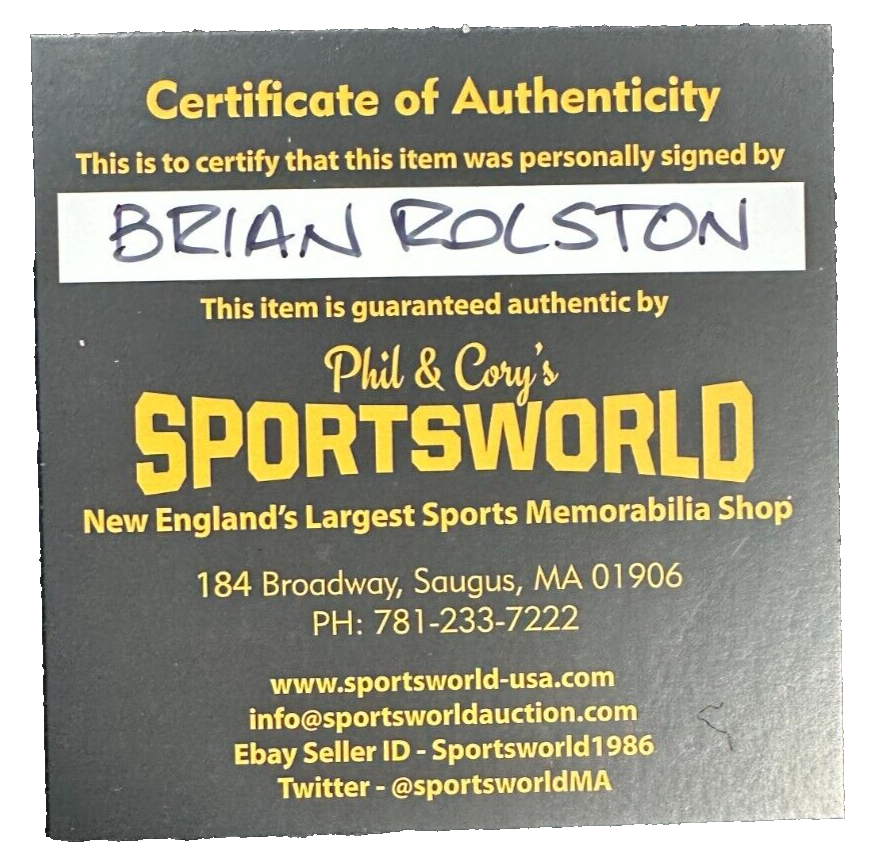 Certificate of Authenticity
This is to certify that this item was personally signed by
BRIAN ROLSTON
This item is guaranteed authentic by
Phil & Cory's
SPORTSWORLD
New England's Largest Sports Memorabilia Shop
184 Broadway, Saugus, MA 01906
PH: 781-233-7222
www.sportsworld-usa.com
info@sportsworldauction.com
Ebay Seller ID - Sportsworld1986
Twitter - @sportsworldMA